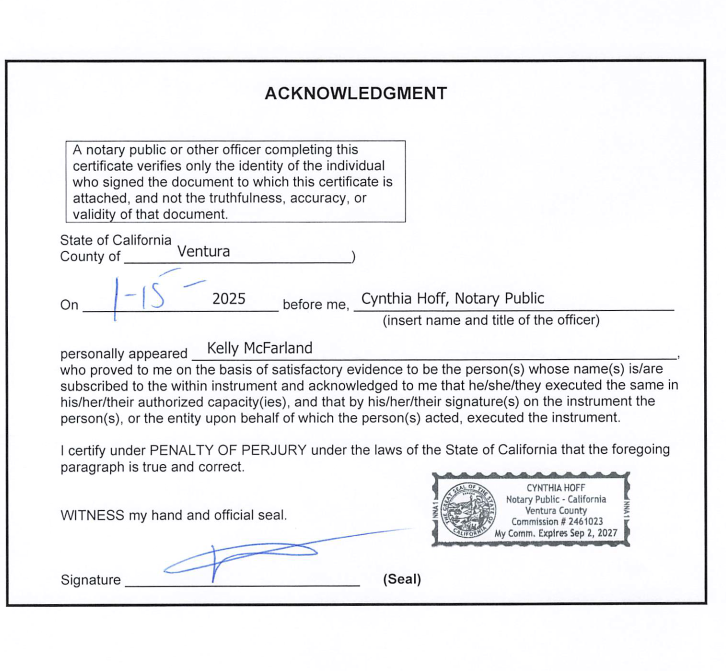 ACKNOWLEDGMENT
A notary public or other officer completing this
certificate verifies only the identity of the individual
who signed the document to which this certificate is
attached, and not the truthfulness, accuracy, or
validity of that document.
State of California
County of Ventura )
On 1-15- 2025 before me, Cynthia Hoff, Notary Public
(insert name and title of the officer)
personally appeared Kelly McFarland ,
who proved to me on the basis of satisfactory evidence to be the person(s) whose name(s) is/are
subscribed to the within instrument and acknowledged to me that he/she/they executed the same in
his/her/their authorized capacity(ies), and that by his/her/their signature(s) on the instrument the
person(s), or the entity upon behalf of which the person(s) acted, executed the instrument.
I certify under PENALTY OF PERJURY under the laws of the State of California that the foregoing
paragraph is true and correct.
WITNESS my hand and official seal.
THE GREAT SEAL OF THE STATE OF CALIFORNIA
NNA1
CYNTHIA HOFF
Notary Public - California
Ventura County
Commission # 2461023
My Comm. Expires Sep 2, 2027
NNA1
Signature (Seal)